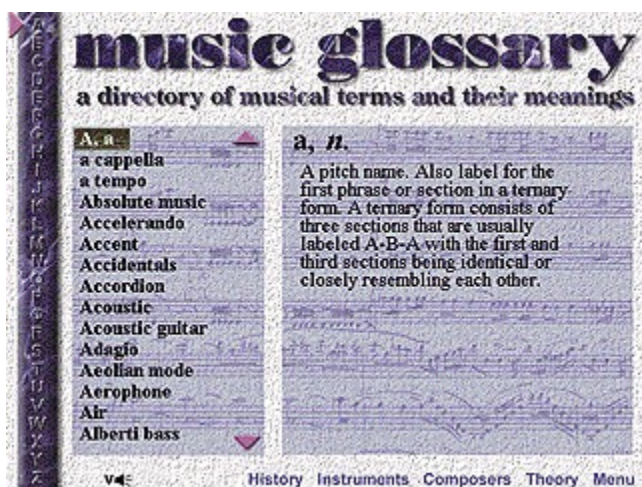 music glossary
a directory of musical terms and their meanings
A
B
C
D
E
F
G
H
I
J
K
L
M
N
O
P
Q
R
S
T
U
V
W
X
Y
Z
A, a
a cappella
a tempo
Absolute music
Accelerando
Accent
Accidentals
Accordion
Acoustic
Acoustic guitar
Adagio
Aeolian mode
Aerophone
Air
Alberti bass
a, n.
A pitch name. Also label for the
first phrase or section in a ternary
form. A ternary form consists of
three sections that are usually
labeled A-B-A with the first and
third sections being identical or
closely resembling each other.
History Instruments Composers Theory Menu